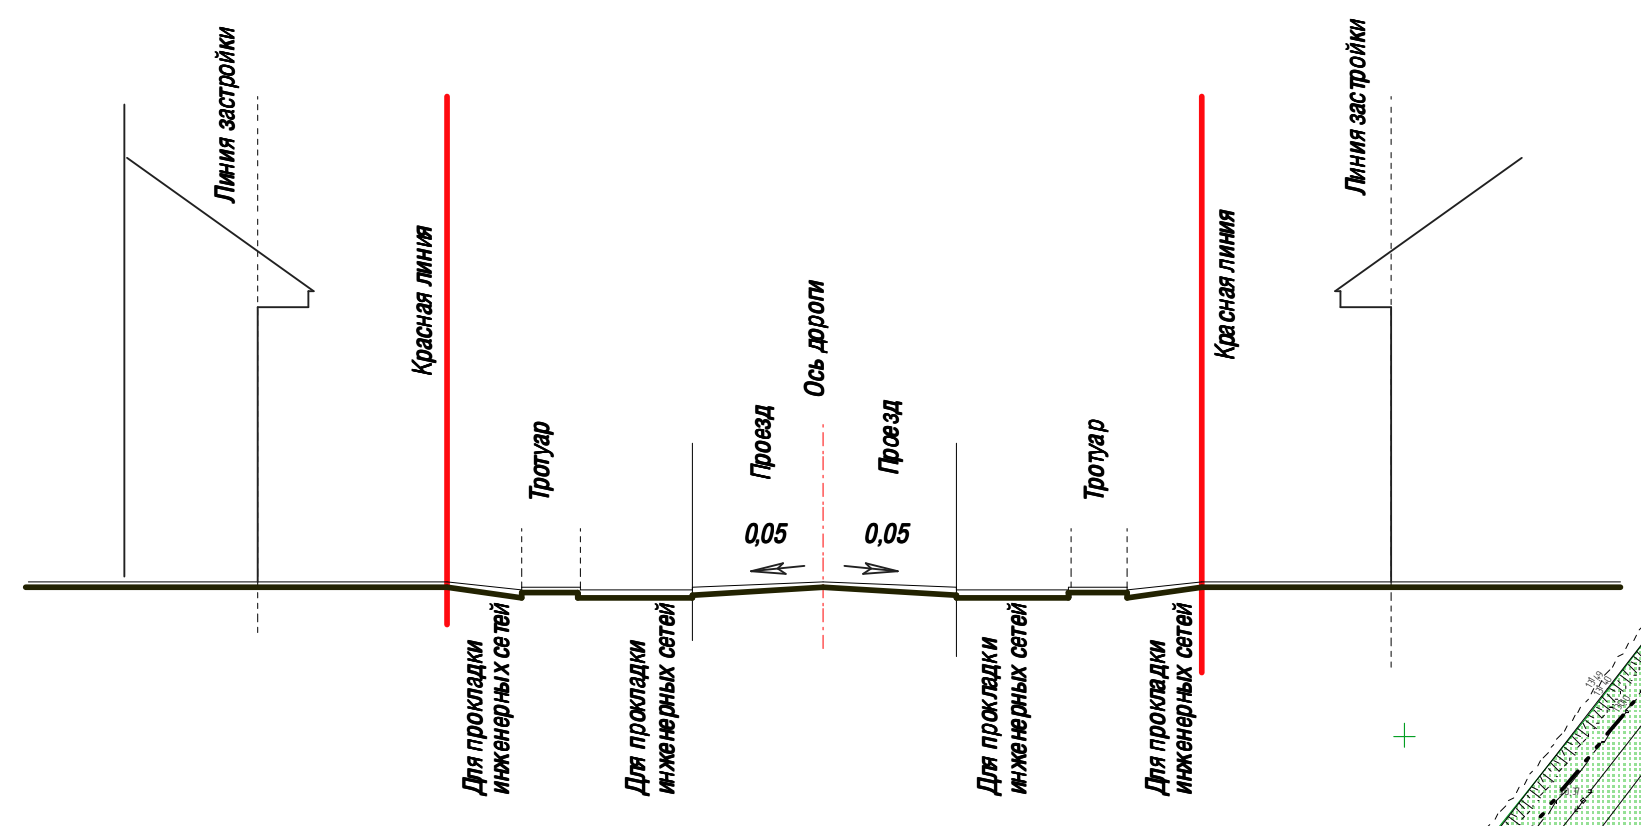 Линия застройки
Красная линия
Тротуар
Проезд
0,05
Ось дороги
Проезд
0,05
Тротуар
Красная линия
Линия застройки
Для прокладки
инженерных сетей
Для прокладки
инженерных сетей
Для прокладки
инженерных сетей
Для прокладки
инженерных сетей